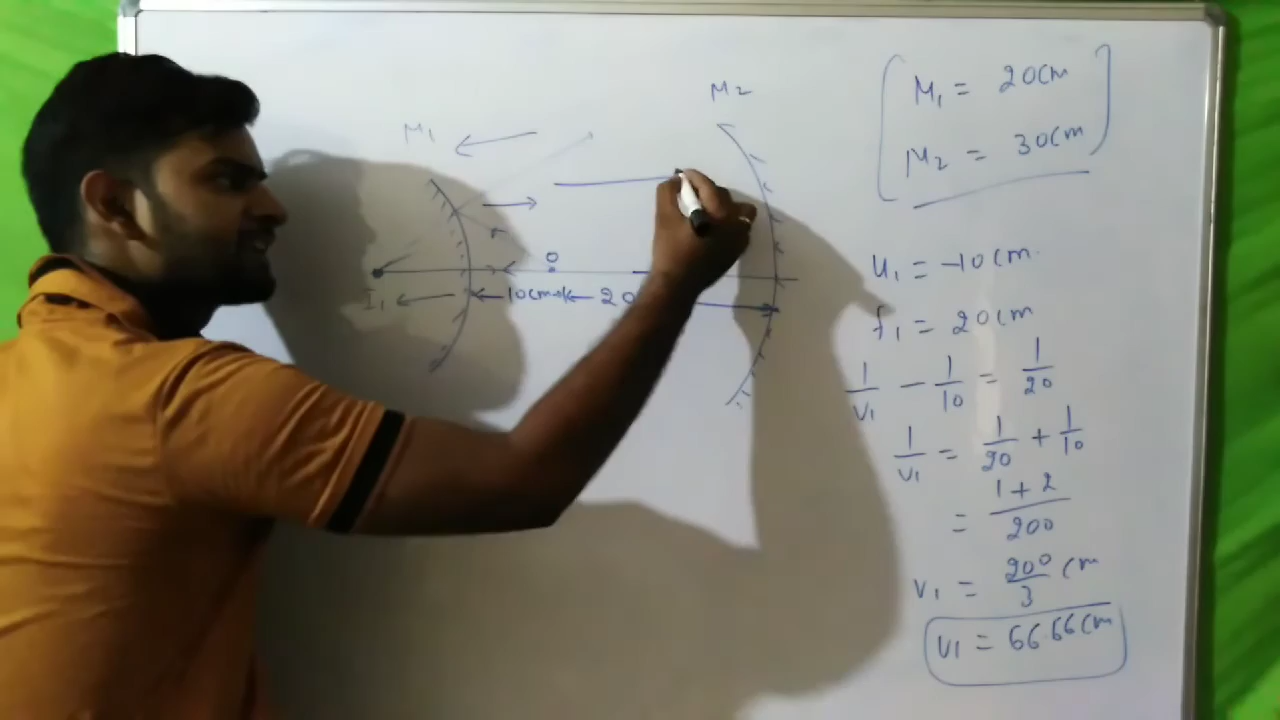 M₁
M₂
O
I₁
10cm
20
M₁ = 20cm
M₂ = 30cm
u₁ = -10cm.
f₁ = 20cm
1/v₁ - 1/10 = 1/20
1/v₁ = 1/20 + 1/10
= 1+2/200
v₁ = 200/3 cm
v₁ = 66.66cm